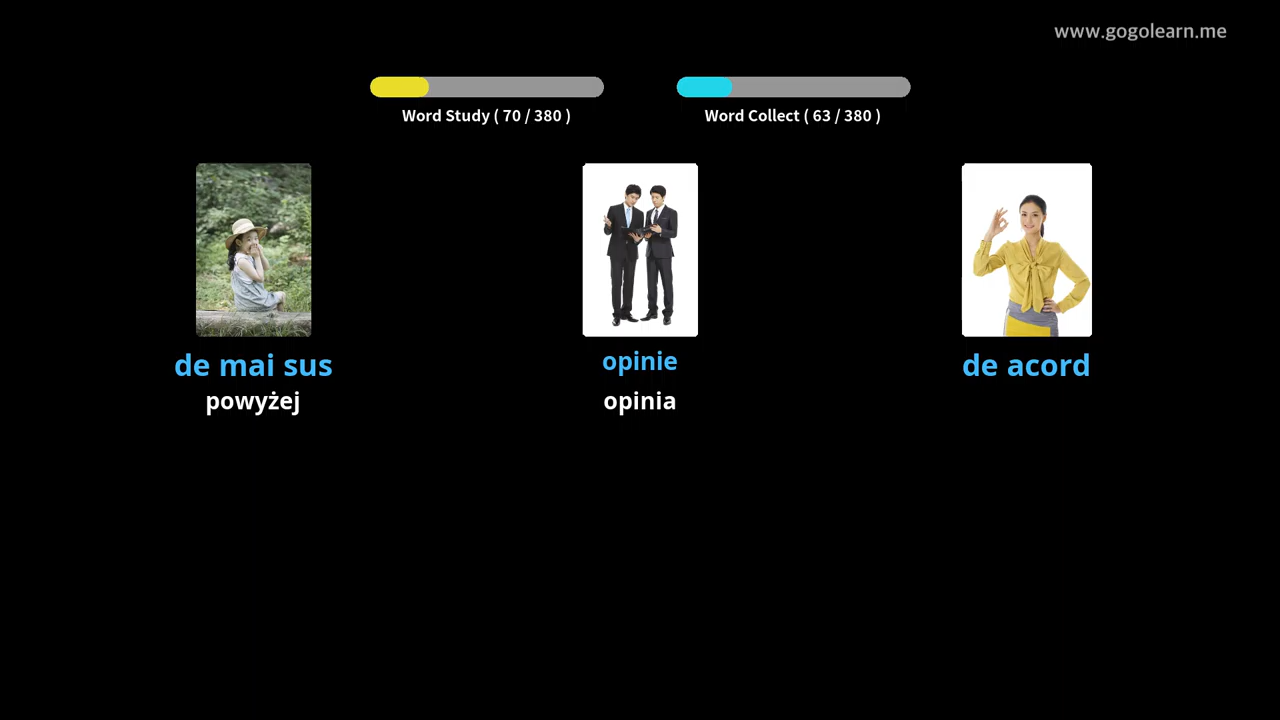 www.gogolearn.me
Word Study ( 70 / 380 )
Word Collect ( 63 / 380 )
de mai sus
powyżej
opinie
opinia
de acord